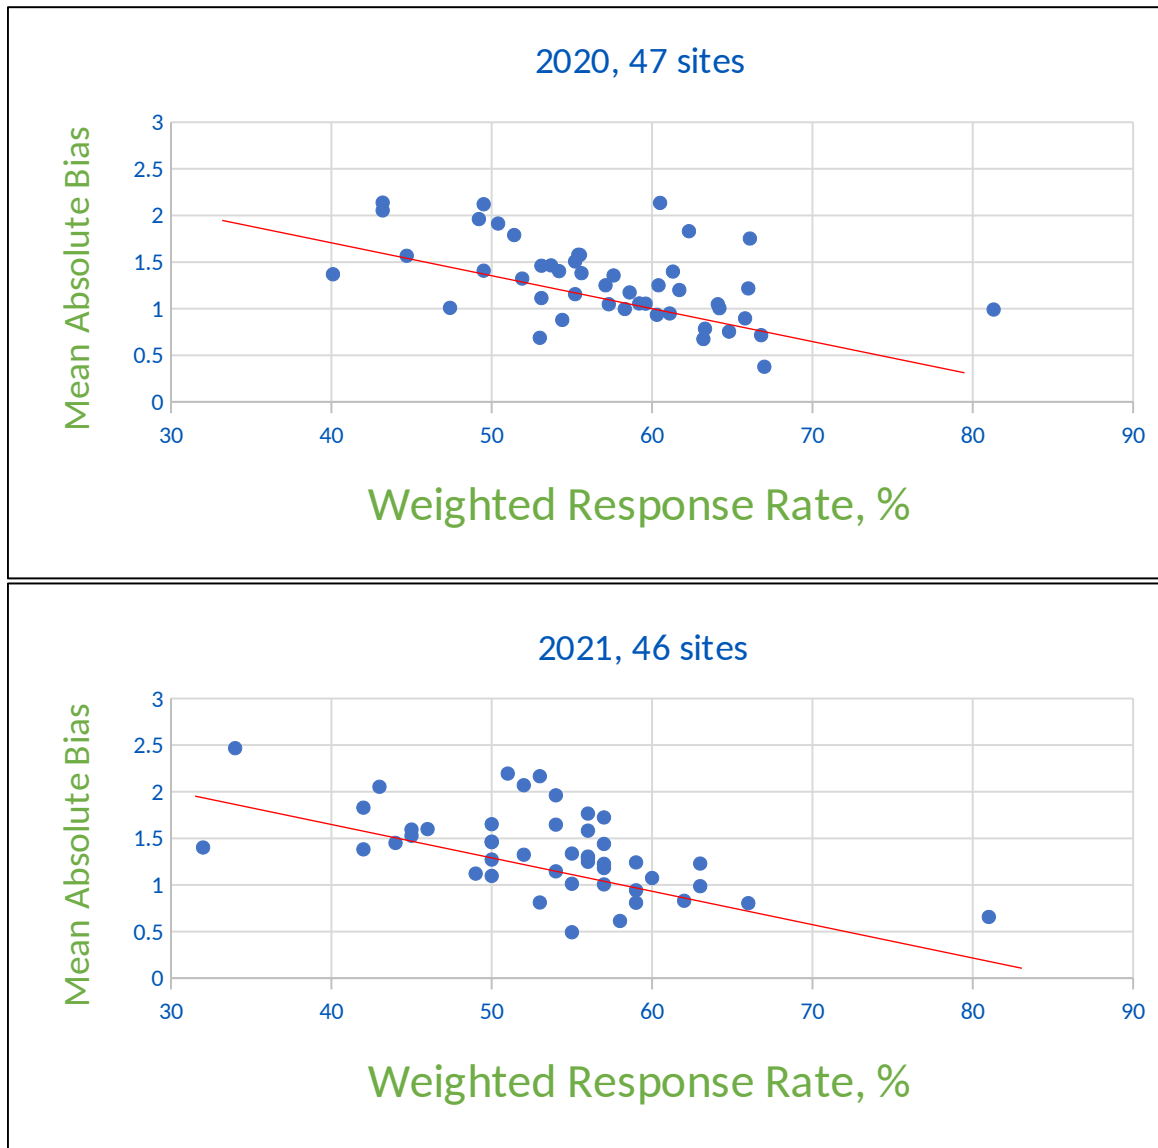 2020, 47 sites
Mean Absolute Bias
3
2.5
2
1.5
1
0.5
0
30 40 50 60 70 80 90
Weighted Response Rate, %
2021, 46 sites
Mean Absolute Bias
3
2.5
2
1.5
1
0.5
0
30 40 50 60 70 80 90
Weighted Response Rate, %